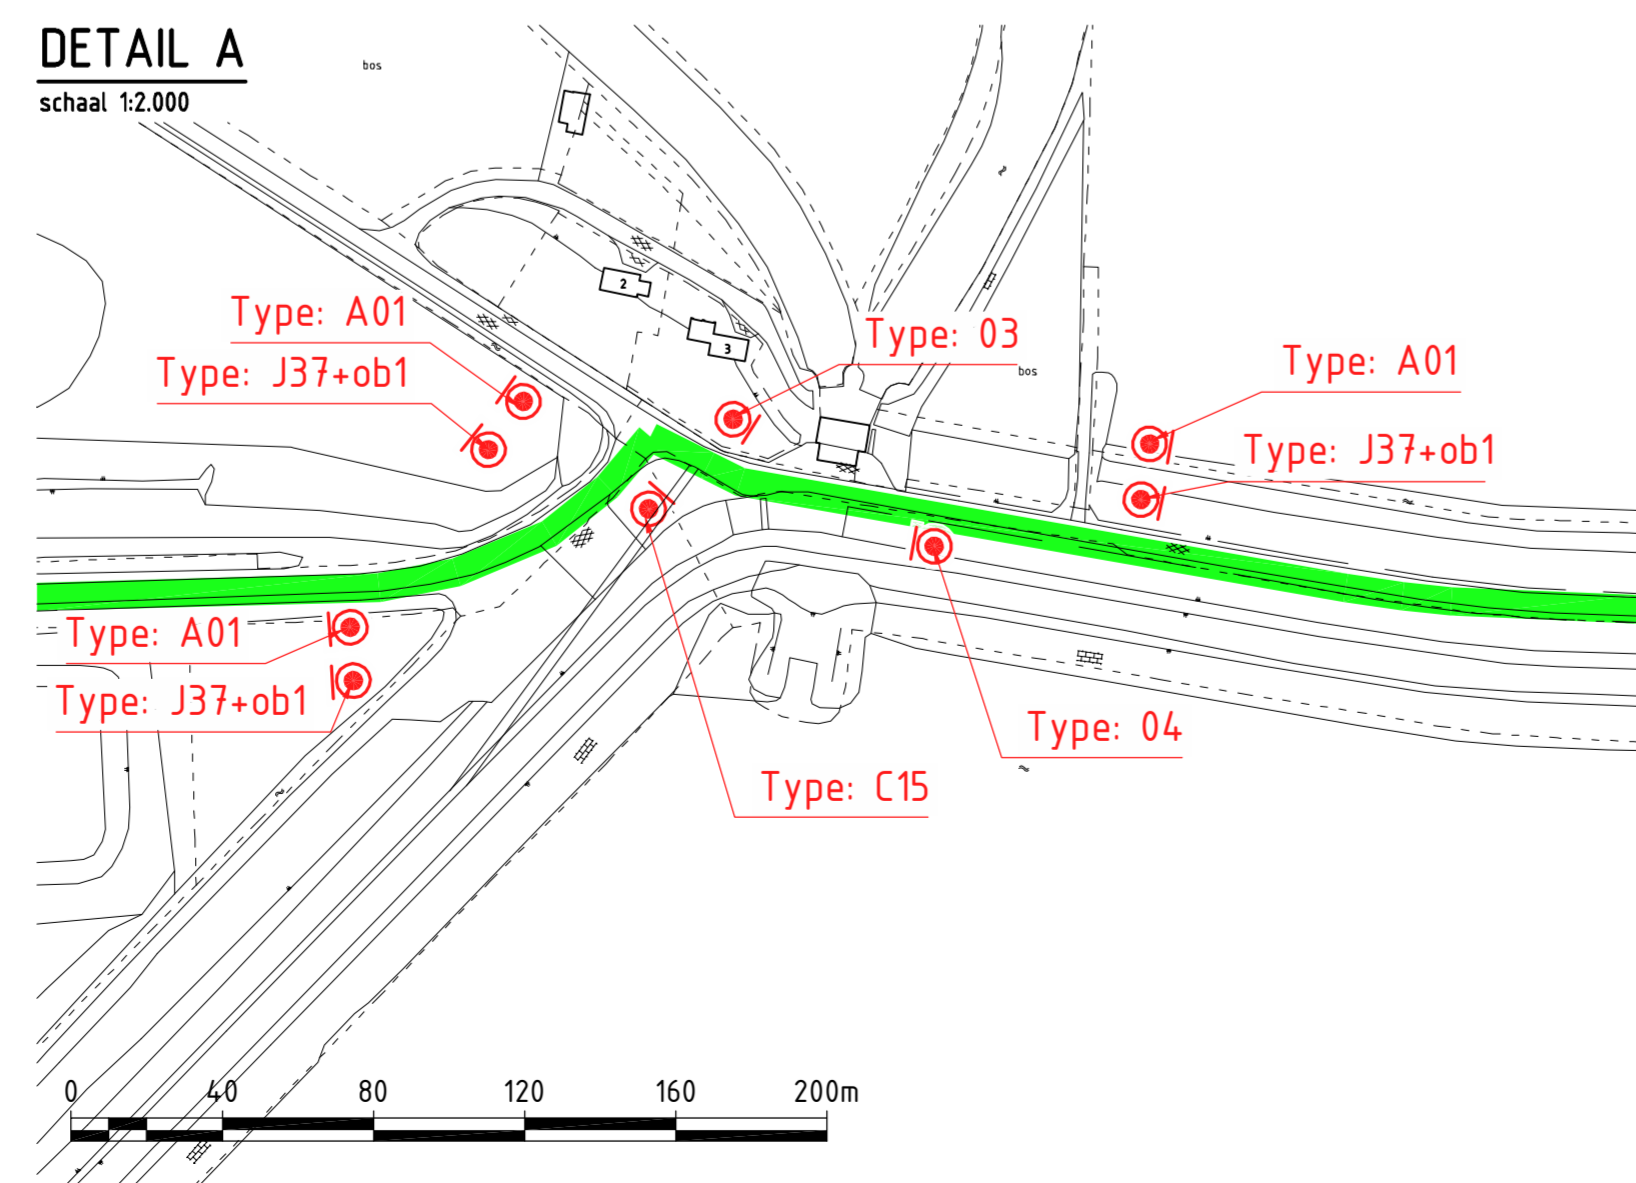 DETAIL A
schaal 1:2.000
bos
2
3
Type: A01
Type: J37+ob1
Type: 03
bos
Type: A01
Type: J37+ob1
Type: A01
Type: J37+ob1
Type: 04
Type: C15
0 40 80 120 160 200m